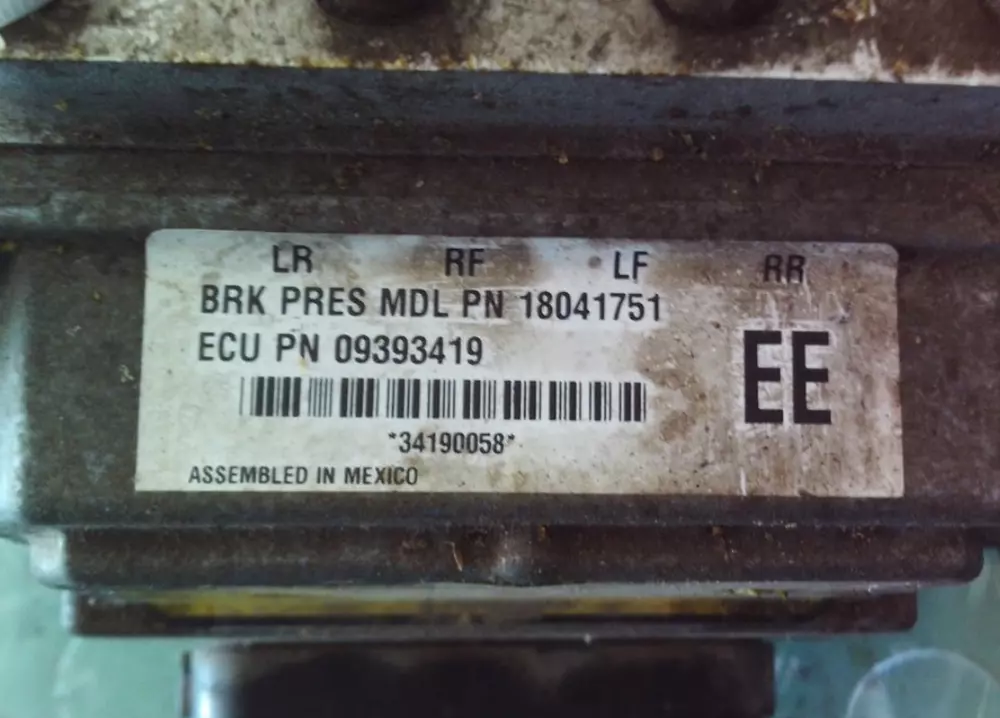 LR RF LF RR
BRK PRES MDL PN 18041751
ECU PN 09393419
EE
*34190058*
ASSEMBLED IN MEXICO